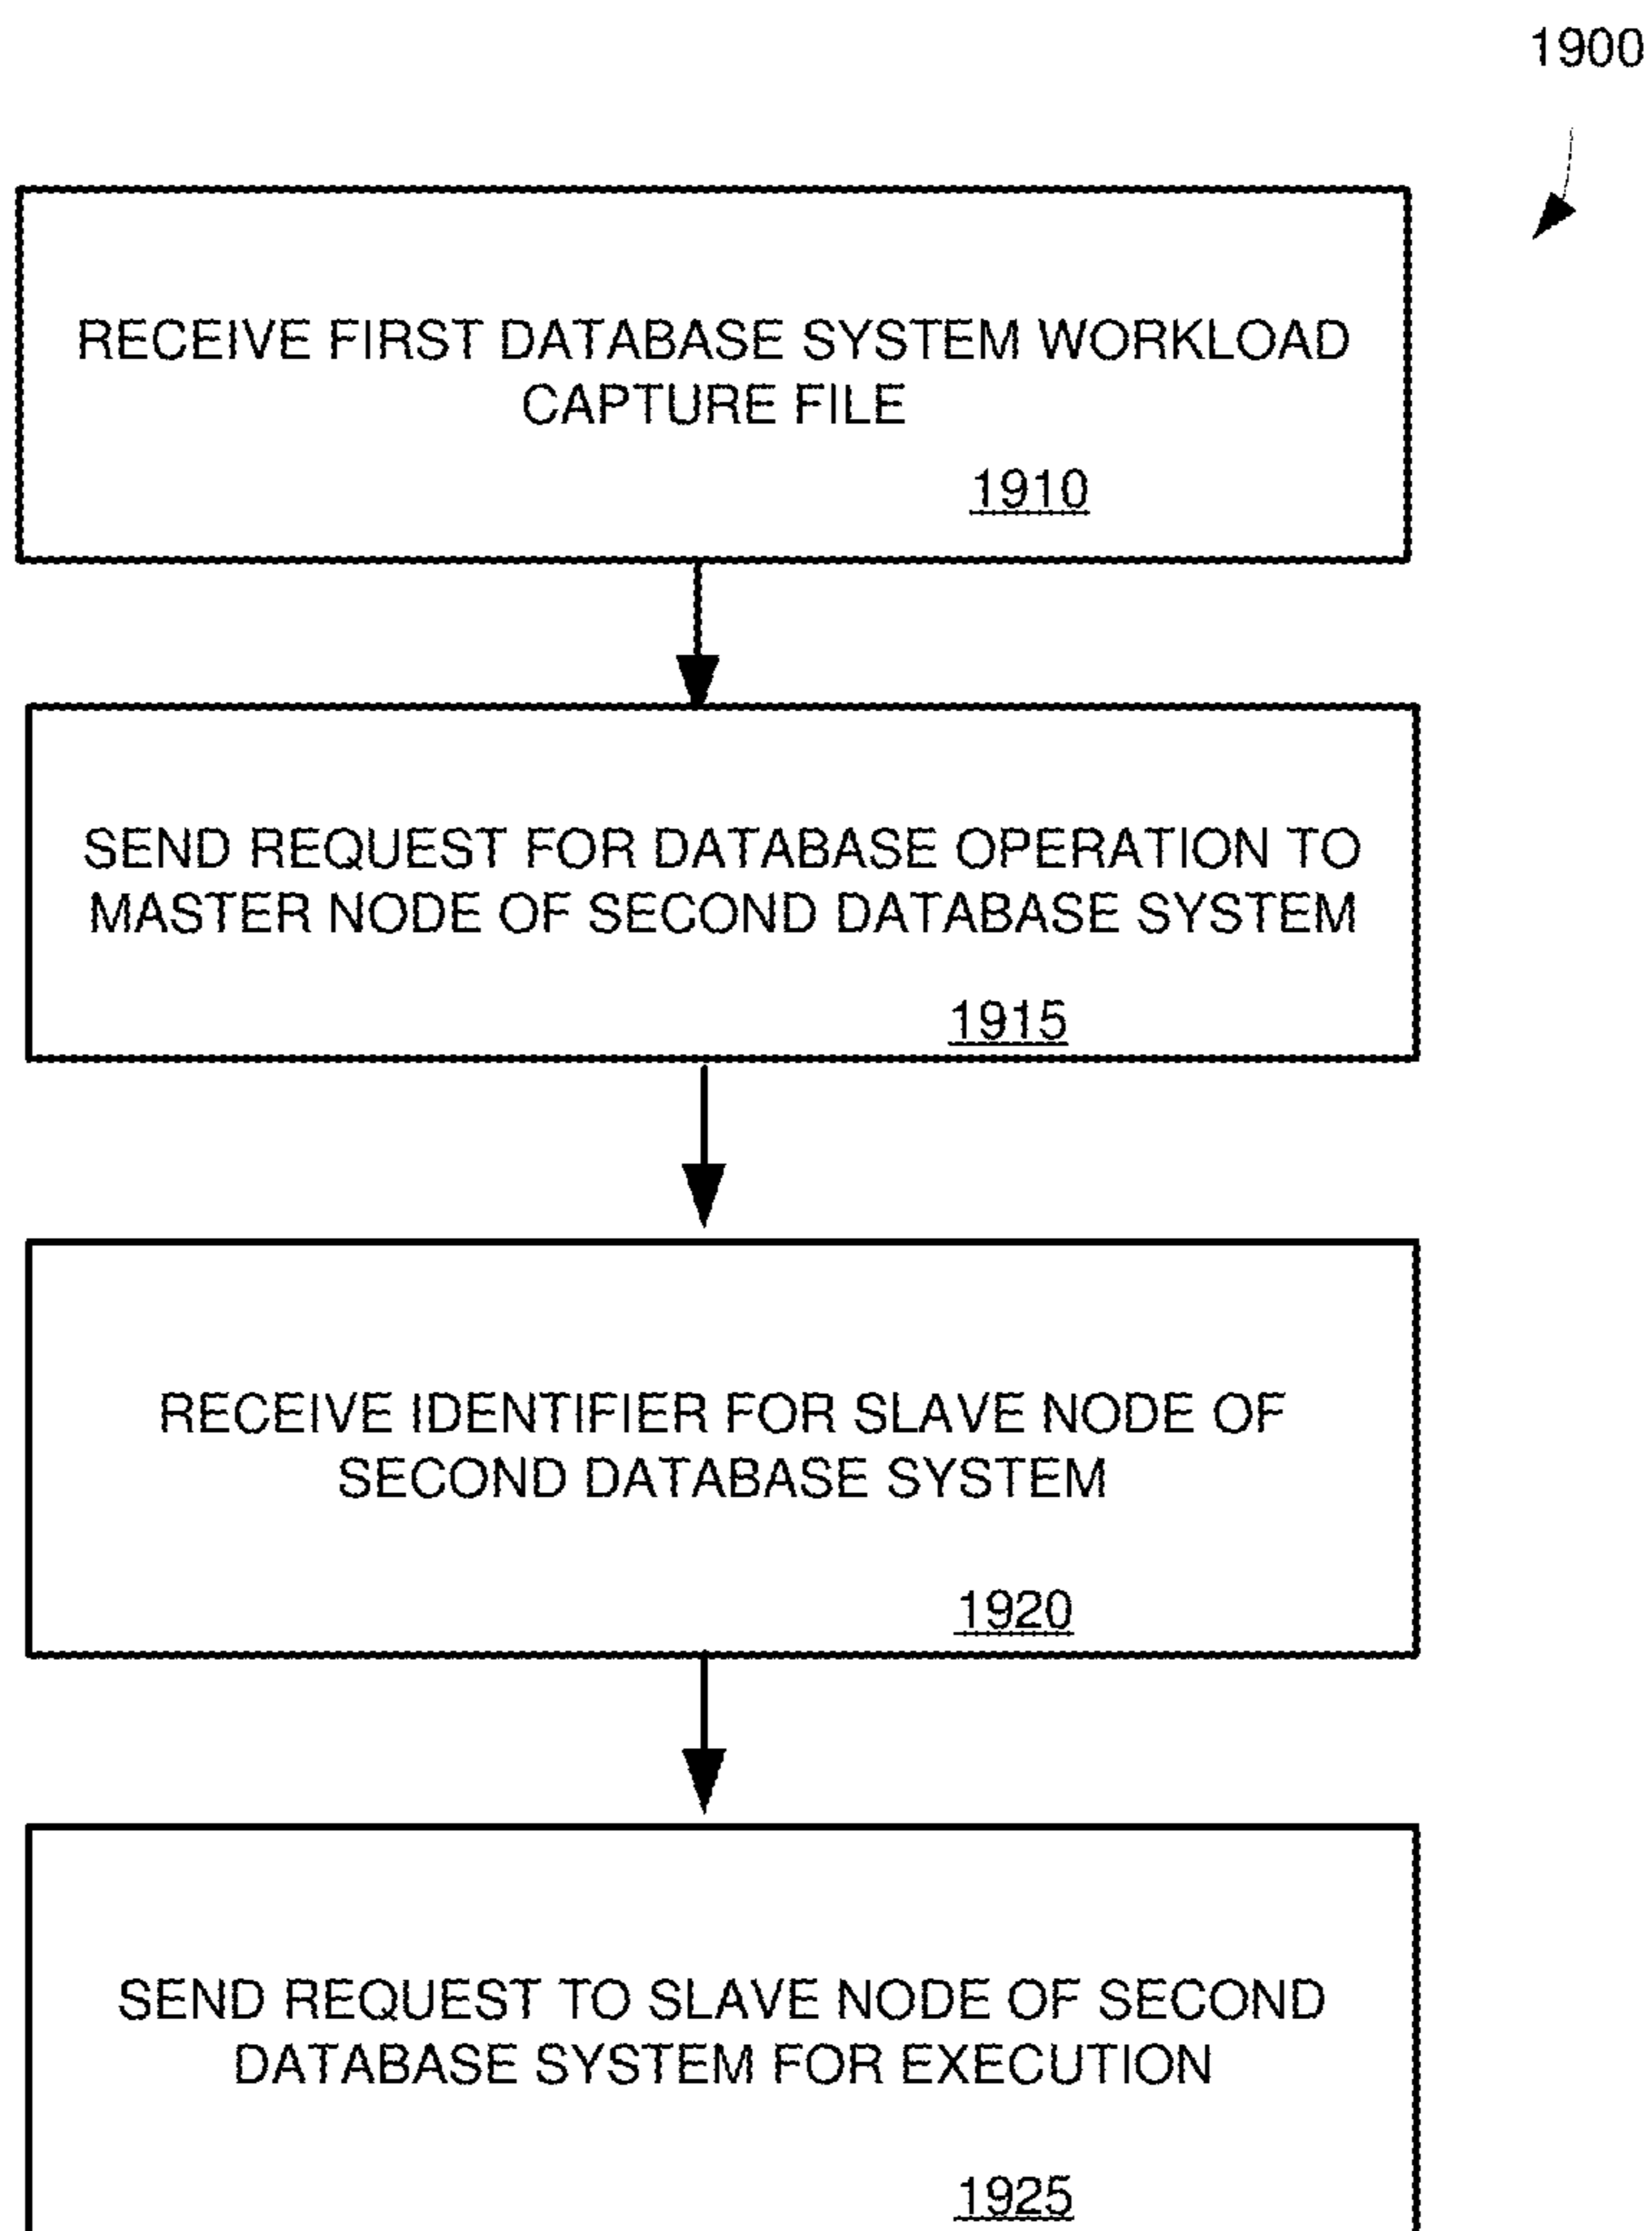 1900
RECEIVE FIRST DATABASE SYSTEM WORKLOAD
CAPTURE FILE
1910
SEND REQUEST FOR DATABASE OPERATION TO
MASTER NODE OF SECOND DATABASE SYSTEM
1915
RECEIVE IDENTIFIER FOR SLAVE NODE OF
SECOND DATABASE SYSTEM
1920
SEND REQUEST TO SLAVE NODE OF SECOND
DATABASE SYSTEM FOR EXECUTION
1925